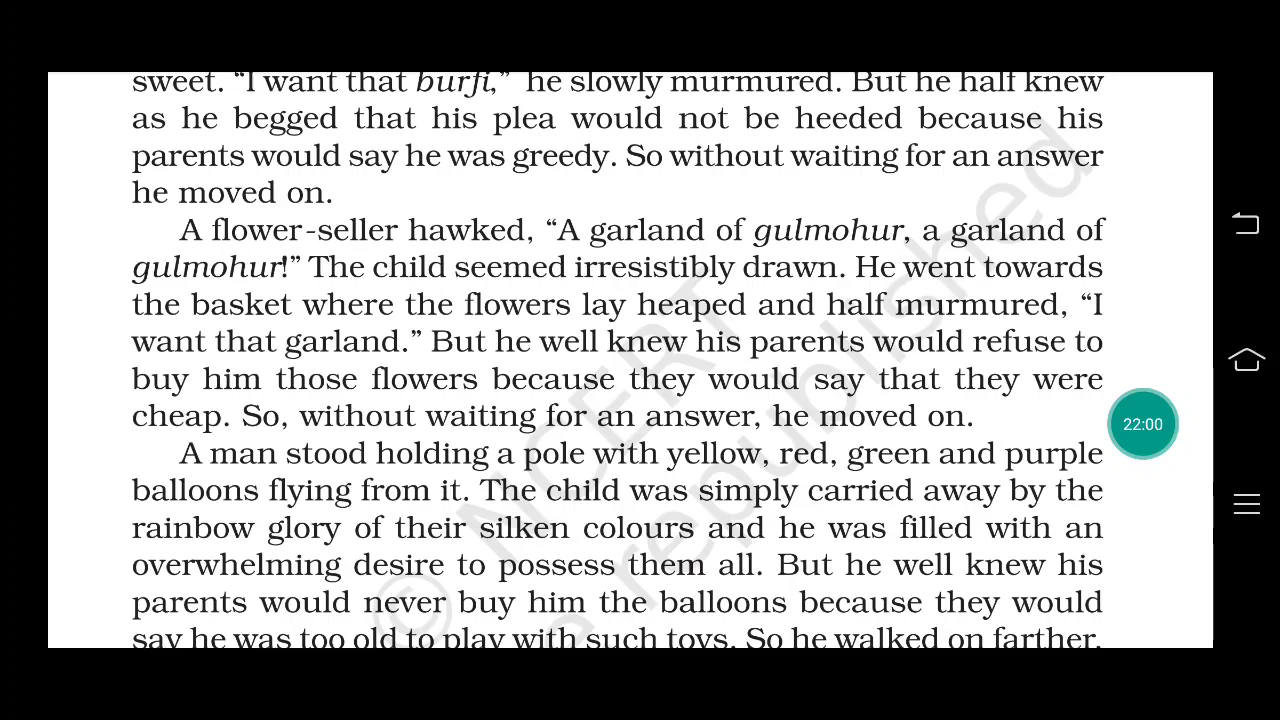 sweet. “I want that burfi,” he slowly murmured. But he half knew
as he begged that his plea would not be heeded because his
parents would say he was greedy. So without waiting for an answer
he moved on.
A flower-seller hawked, “A garland of gulmohur, a garland of
gulmohur!” The child seemed irresistibly drawn. He went towards
the basket where the flowers lay heaped and half murmured, “I
want that garland.” But he well knew his parents would refuse to
buy him those flowers because they would say that they were
cheap. So, without waiting for an answer, he moved on.
A man stood holding a pole with yellow, red, green and purple
balloons flying from it. The child was simply carried away by the
rainbow glory of their silken colours and he was filled with an
overwhelming desire to possess them all. But he well knew his
parents would never buy him the balloons because they would
say he was too old to play with such toys. So he walked on farther.
22:00
© NCERT
republished